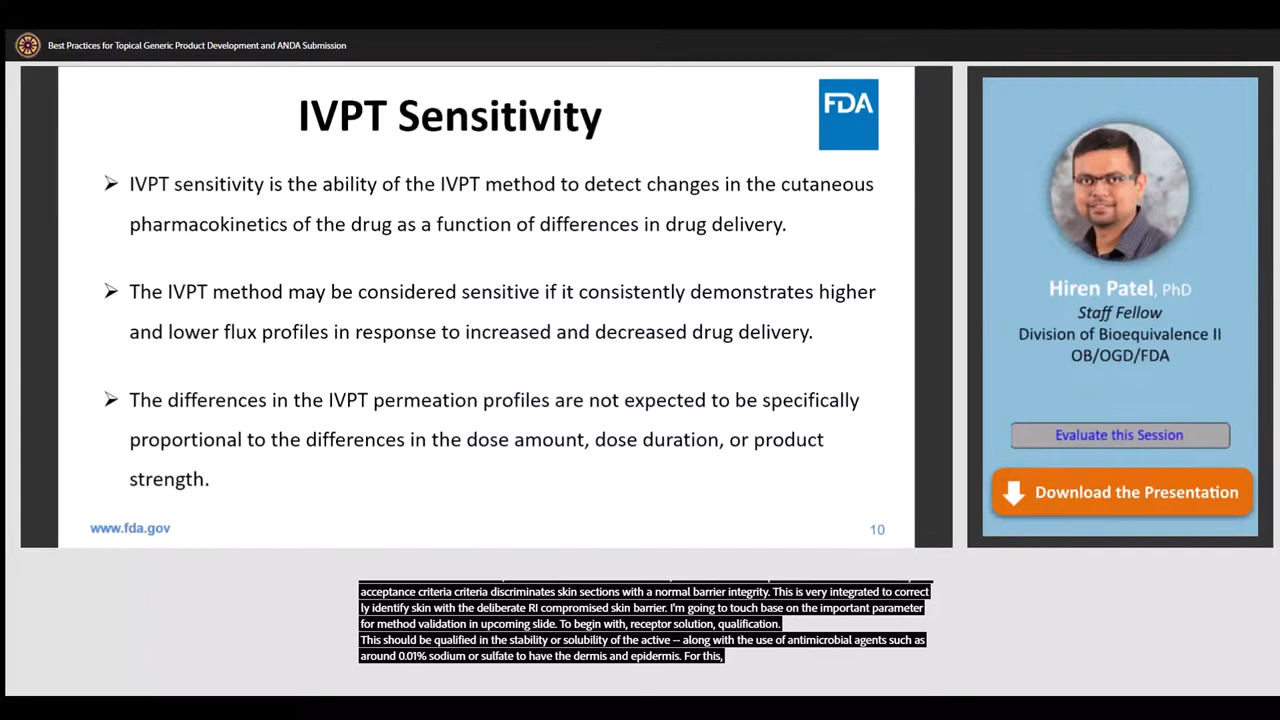 Best Practices for Topical Generic Product Development and ANDA Submission
IVPT Sensitivity
FDA
➢ IVPT sensitivity is the ability of the IVPT method to detect changes in the cutaneous
pharmacokinetics of the drug as a function of differences in drug delivery.
➢ The IVPT method may be considered sensitive if it consistently demonstrates higher
and lower flux profiles in response to increased and decreased drug delivery.
➢ The differences in the IVPT permeation profiles are not expected to be specifically
proportional to the differences in the dose amount, dose duration, or product
strength.
www.fda.gov
10
Hiren Patel, PhD
Staff Fellow
Division of Bioequivalence II
OB/OGD/FDA
Evaluate this Session
Download the Presentation
acceptance criteria criteria discriminates skin sections with a normal barrier integrity. This is very integrated to correct
ly identify skin with the deliberate RI compromised skin barrier. I'm going to touch base on the important parameter
for method validation in upcoming slide. To begin with, receptor solution, qualification.
This should be qualified in the stability or solubility of the active -- along with the use of antimicrobial agents such as
around 0.01% sodium or sulfate to have the dermis and epidermis. For this,